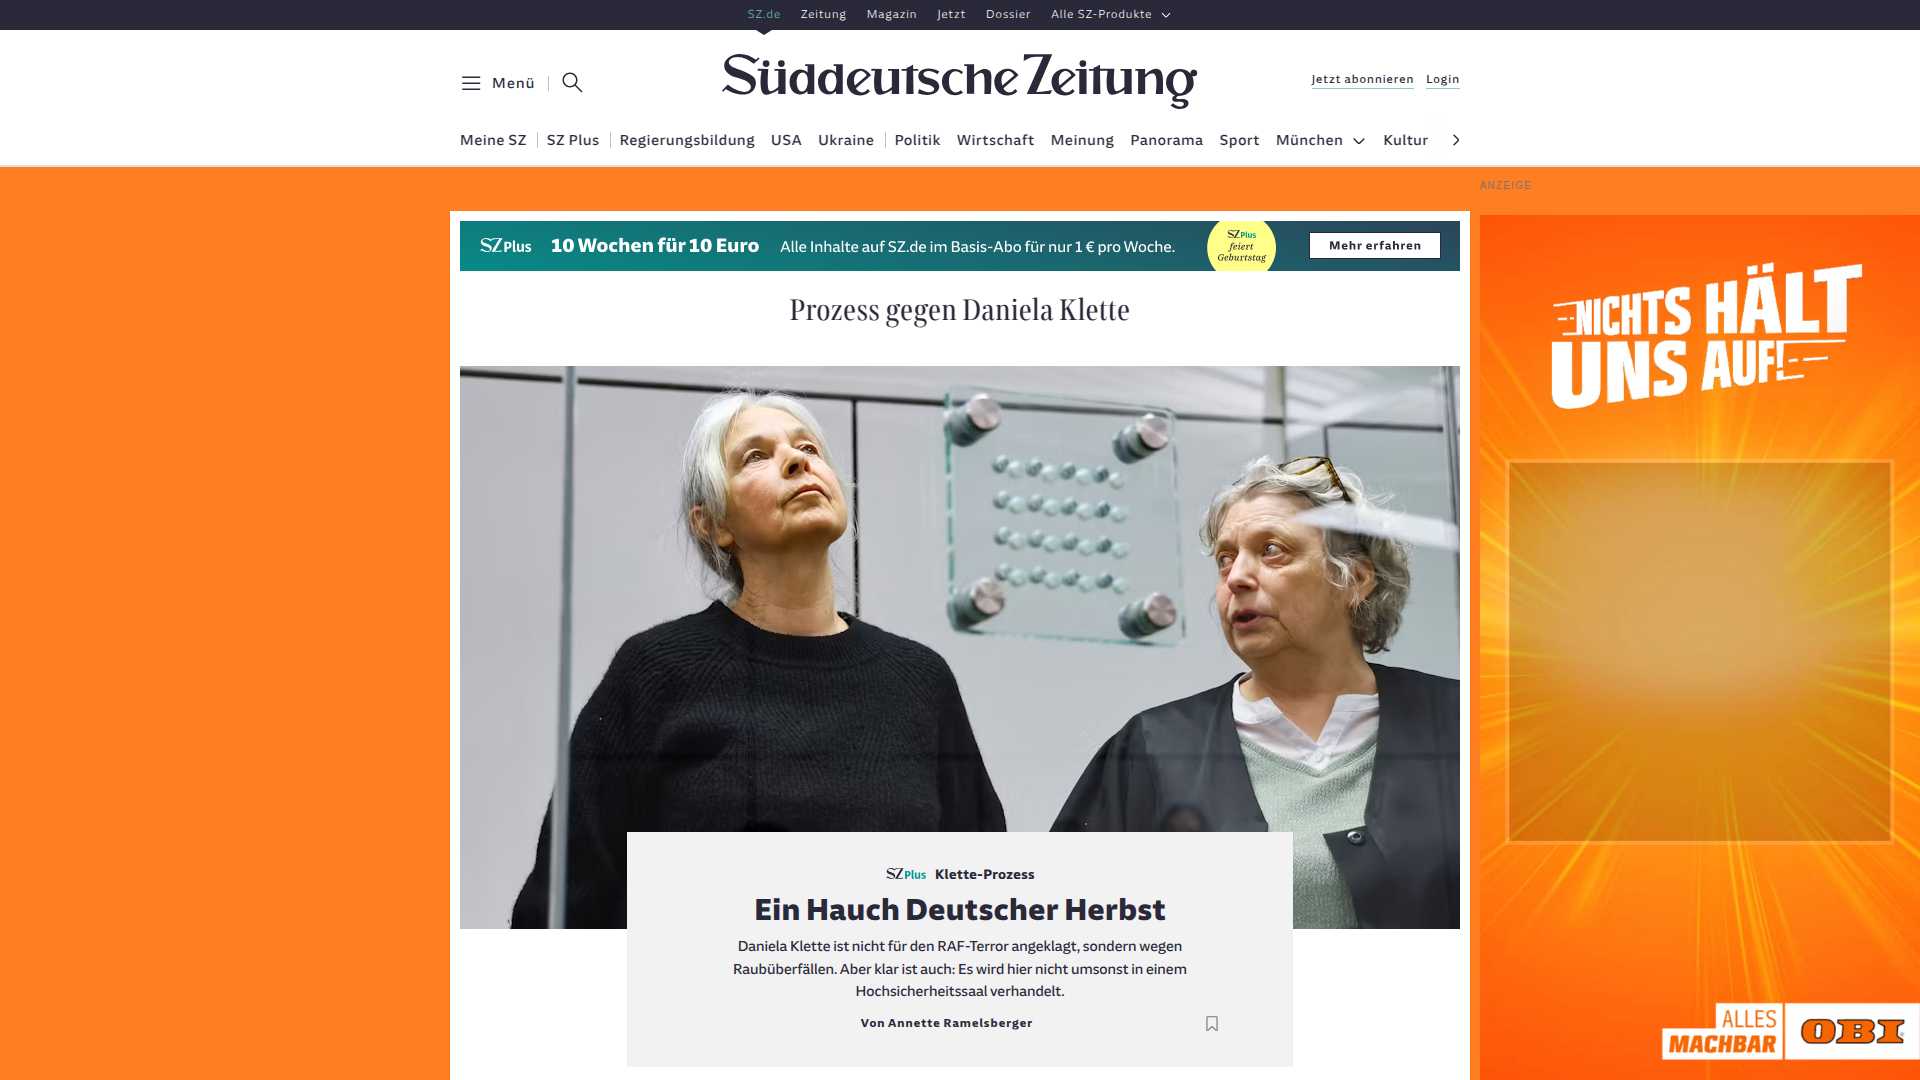 SZ.de Zeitung Magazin Jetzt Dossier Alle SZ-Produkte
Menü
Süddeutsche Zeitung
Jetzt abonnieren Login
Meine SZ SZ Plus Regierungsbildung USA Ukraine Politik Wirtschaft Meinung Panorama Sport München Kultur
ANZEIGE
SZ Plus 10 Wochen für 10 Euro Alle Inhalte auf SZ.de im Basis-Abo für nur 1 € pro Woche.
SZ Plus
feiert
Geburtstag
Mehr erfahren
Prozess gegen Daniela Klette
SZ Plus Klette-Prozess
Ein Hauch Deutscher Herbst
Daniela Klette ist nicht für den RAF-Terror angeklagt, sondern wegen
Raubüberfällen. Aber klar ist auch: Es wird hier nicht umsonst in einem
Hochsicherheitssaal verhandelt.
Von Annette Ramelsberger
NICHTS HÄLT
UNS AUF!
ALLES
MACHBAR
OBI